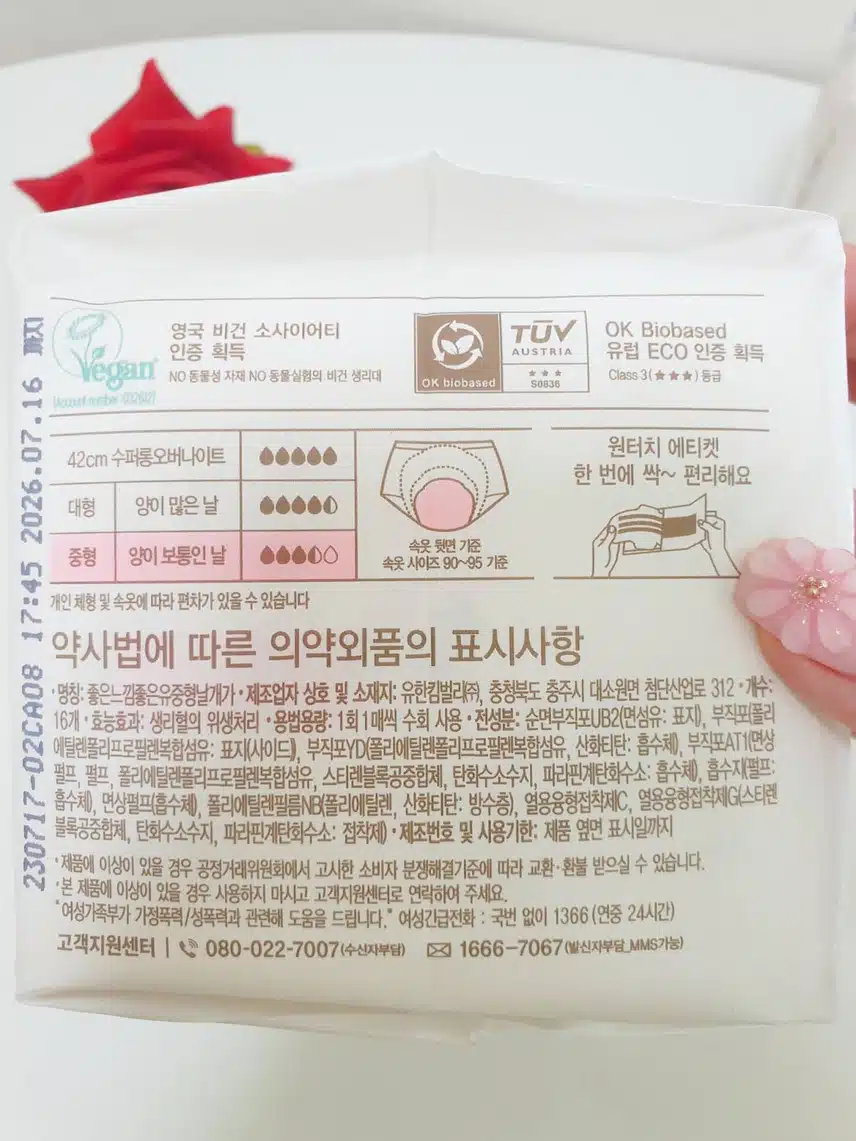 230717-02CA08 17:45 2026.07.16 까지
Vegan
영국 비건 소사이어티
인증 획득
NO 동물성 자재 NO 동물실험의 비건 생리대
OK biobased
TÜV
AUSTRIA
S0836
OK Biobased
유럽 ECO 인증 획득
Class 3(★★★) 등급
42cm 수퍼롱오버나이트
대형 양이 많은 날
중형 양이 보통인 날
속옷 뒷면 기준
속옷 사이즈 90~95 기준
원터치 에티켓
한 번에 싹~ 편리해요
개인 체형 및 속옷에 따라 편차가 있을 수 있습니다
약사법에 따른 의약외품의 표시사항
·명칭: 좋은느낌좋은유중형날개가 ·제조업자 상호 및 소재지: 유한킴벌리㈜, 충청북도 충주시 대소원면 첨단산업로 312 ·개수:
16개 ·효능효과: 생리혈의 위생처리 ·용법용량: 1회 1매씩 수회 사용 ·전성분: 순면부직포UB2(면섬유: 표지), 부직포(폴리
에틸렌폴리프로필렌복합섬유: 표지(사이드), 부직포YD(폴리에틸렌폴리프로필렌복합섬유, 산화티탄: 흡수체), 부직포AT1(면상
펄프, 펄프, 폴리에틸렌폴리프로필렌복합섬유, 스티렌블록공중합체, 탄화수소수지, 파라핀계탄화수소: 흡수체), 흡수지(펄프:
흡수체), 면상펄프(흡수체), 폴리에틸렌필름NB(폴리에틸렌, 산화티탄: 방수층), 열용융형접착제C, 열용융형접착제G(스티렌
블록공중합체, 탄화수소수지, 파라핀계탄화수소: 접착제) ·제조번호 및 사용기한: 제품 옆면 표시일까지
·제품에 이상이 있을 경우 공정거래위원회에서 고시한 소비자 분쟁해결기준에 따라 교환·환불 받으실 수 있습니다.
·본 제품에 이상이 있을 경우 사용하지 마시고 고객지원센터로 연락하여 주세요.
"여성가족부가 가정폭력/성폭력과 관련해 도움을 드립니다." 여성긴급전화 : 국번 없이 1366 (연중 24시간)
고객지원센터 | 080-022-7007(수신자부담) 1666-7067(발신자부담_MMS가능)